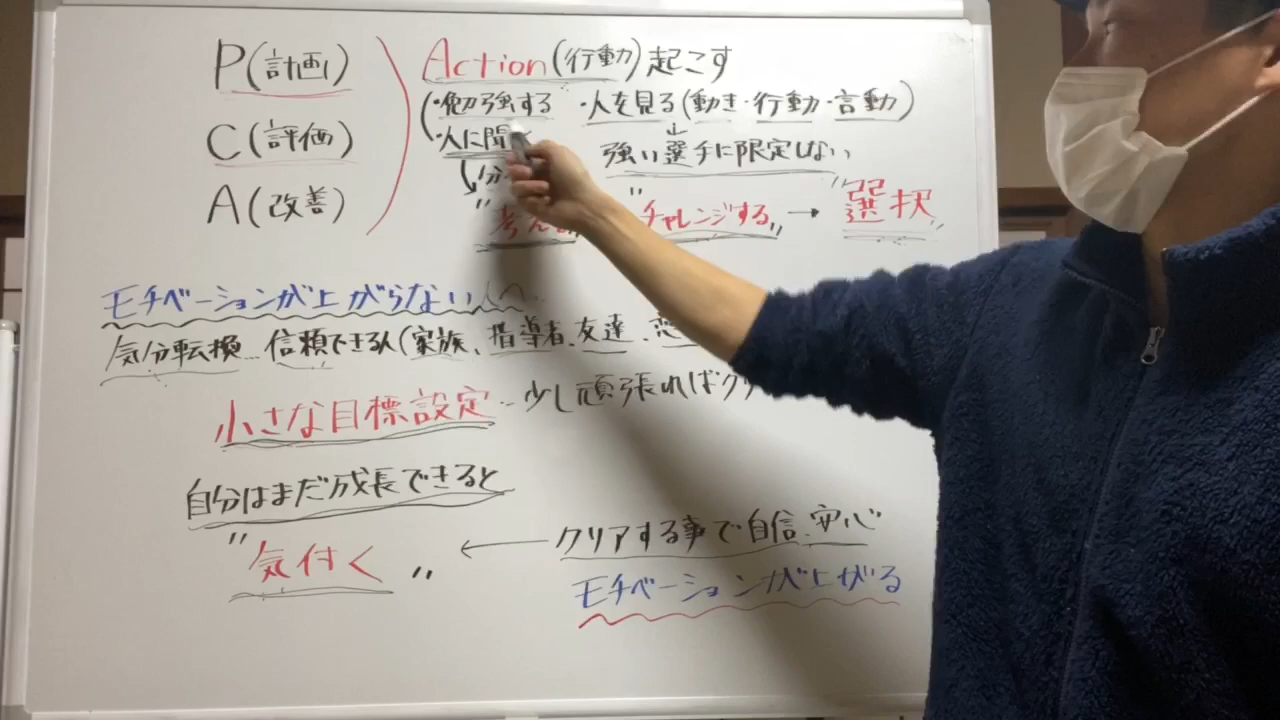 P(計画)
C(評価)
A(改善)
Action(行動)起こす
・勉強する ・人を見る(動き・行動・言動)
・人に聞
強い選手に限定しない
分
"考える" "チャレンジする" → "選択"
モチベーションが上がらない人へ…
気分転換…信頼できる人(家族、指導者、友達、恋
小さな目標設定…少し頑張ればク
自分はまだ成長できると
"気付く"
← クリアする事で自信、安心
モチベーションが上がる